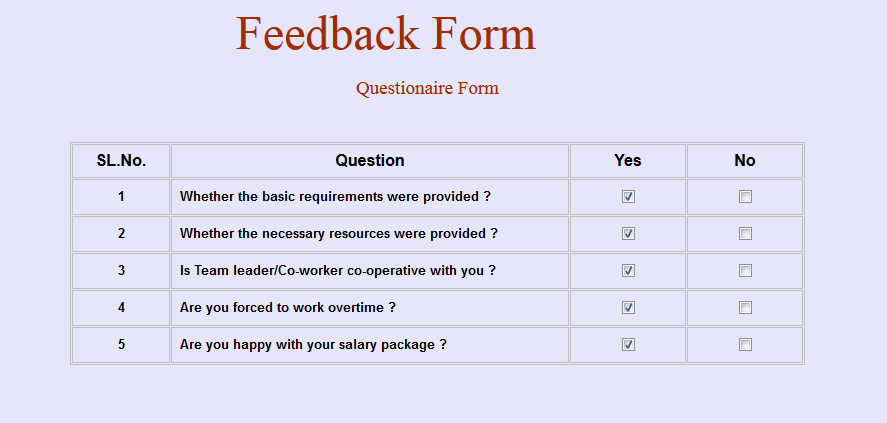 Feedback Form
Questionaire Form
SL.No. Question Yes No
1 Whether the basic requirements were provided ?
2 Whether the necessary resources were provided ?
3 Is Team leader/Co-worker co-operative with you ?
4 Are you forced to work overtime ?
5 Are you happy with your salary package ?